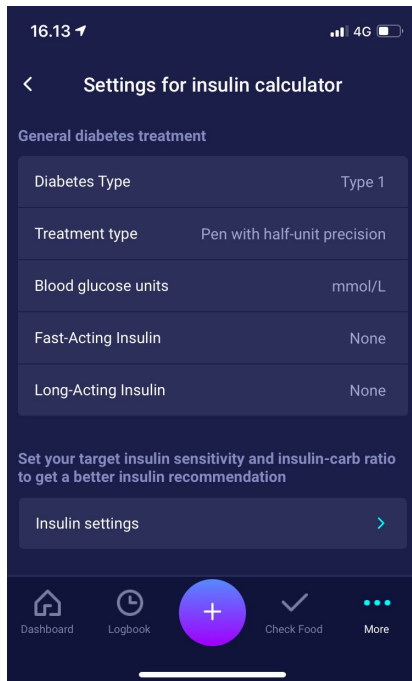 16.13 4G
Settings for insulin calculator
General diabetes treatment
Diabetes Type Type 1
Treatment type Pen with half-unit precision
Blood glucose units mmol/L
Fast-Acting Insulin None
Long-Acting Insulin None
Set your target insulin sensitivity and insulin-carb ratio
to get a better insulin recommendation
Insulin settings
Dashboard Logbook Check Food More